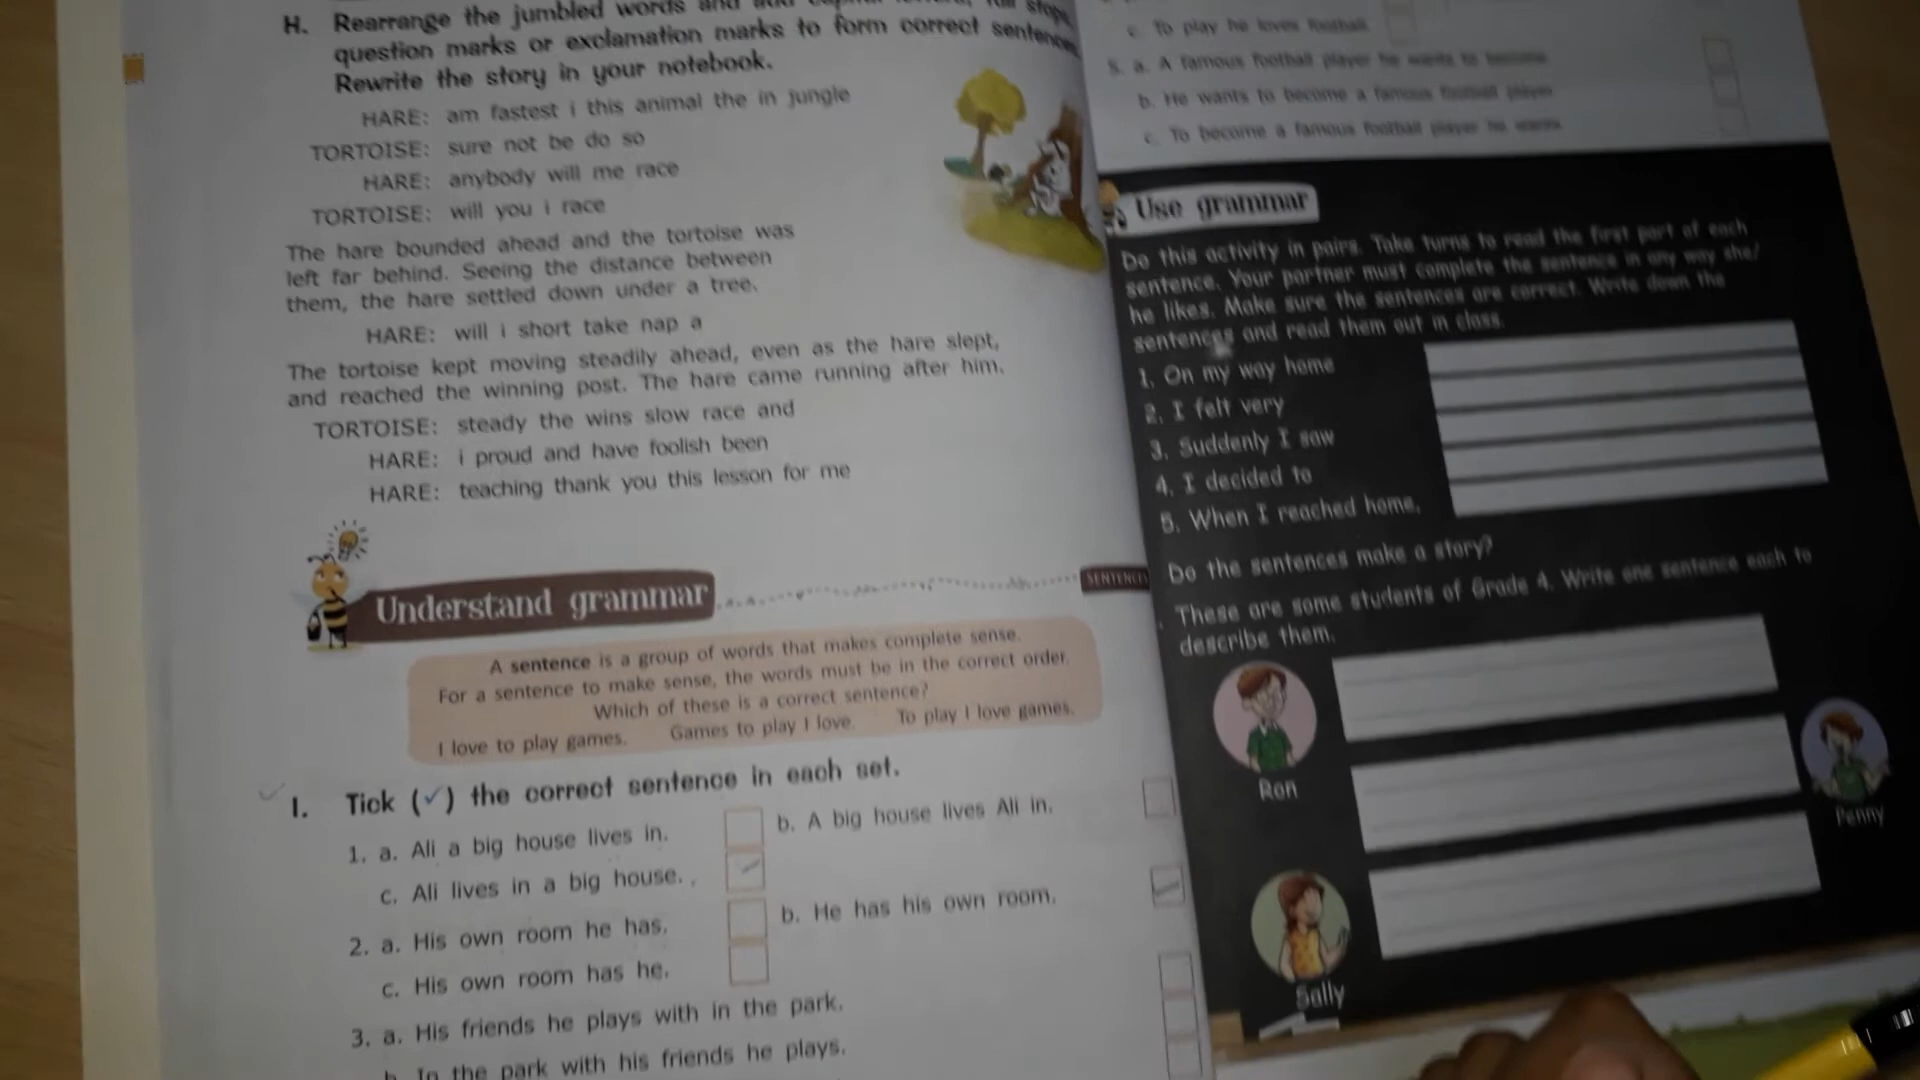 H. Rearrange the jumbled words and add
question marks or exclamation marks to form correct sentences
Rewrite the story in your notebook.
HARE: am fastest i this animal the in jungle
TORTOISE: sure not be do so
HARE: anybody will me race
TORTOISE: will you i race
The hare bounded ahead and the tortoise was
left far behind. Seeing the distance between
them, the hare settled down under a tree.
HARE: will i short take nap a
The tortoise kept moving steadily ahead, even as the hare slept,
and reached the winning post. The hare came running after him.
TORTOISE: steady the wins slow race and
HARE: i proud and have foolish been
HARE: teaching thank you this lesson for me
Understand grammar
SENTENCES
A sentence is a group of words that makes complete sense.
For a sentence to make sense, the words must be in the correct order.
Which of these is a correct sentence?
I love to play games. Games to play I love. To play I love games.
I. Tick (✓) the correct sentence in each set.
1. a. Ali a big house lives in.
b. A big house lives Ali in.
c. Ali lives in a big house.
2. a. His own room he has.
b. He has his own room.
c. His own room has he.
3. a. His friends he plays with in the park.
b. In the park with his friends he plays.
c. To play he loves football.
5. a. A famous football player he wants to become.
b. He wants to become a famous football player.
c. To become a famous football player he wants.
Use grammar
Do this activity in pairs. Take turns to read the first part of each
sentence. Your partner must complete the sentence in any way she/
he likes. Make sure the sentences are correct. Write down the
sentences and read them out in class.
1. On my way home
2. I felt very
3. Suddenly I saw
4. I decided to
5. When I reached home,
Do the sentences make a story?
These are some students of Grade 4. Write one sentence each to
describe them.
Ron
Penny
Sally